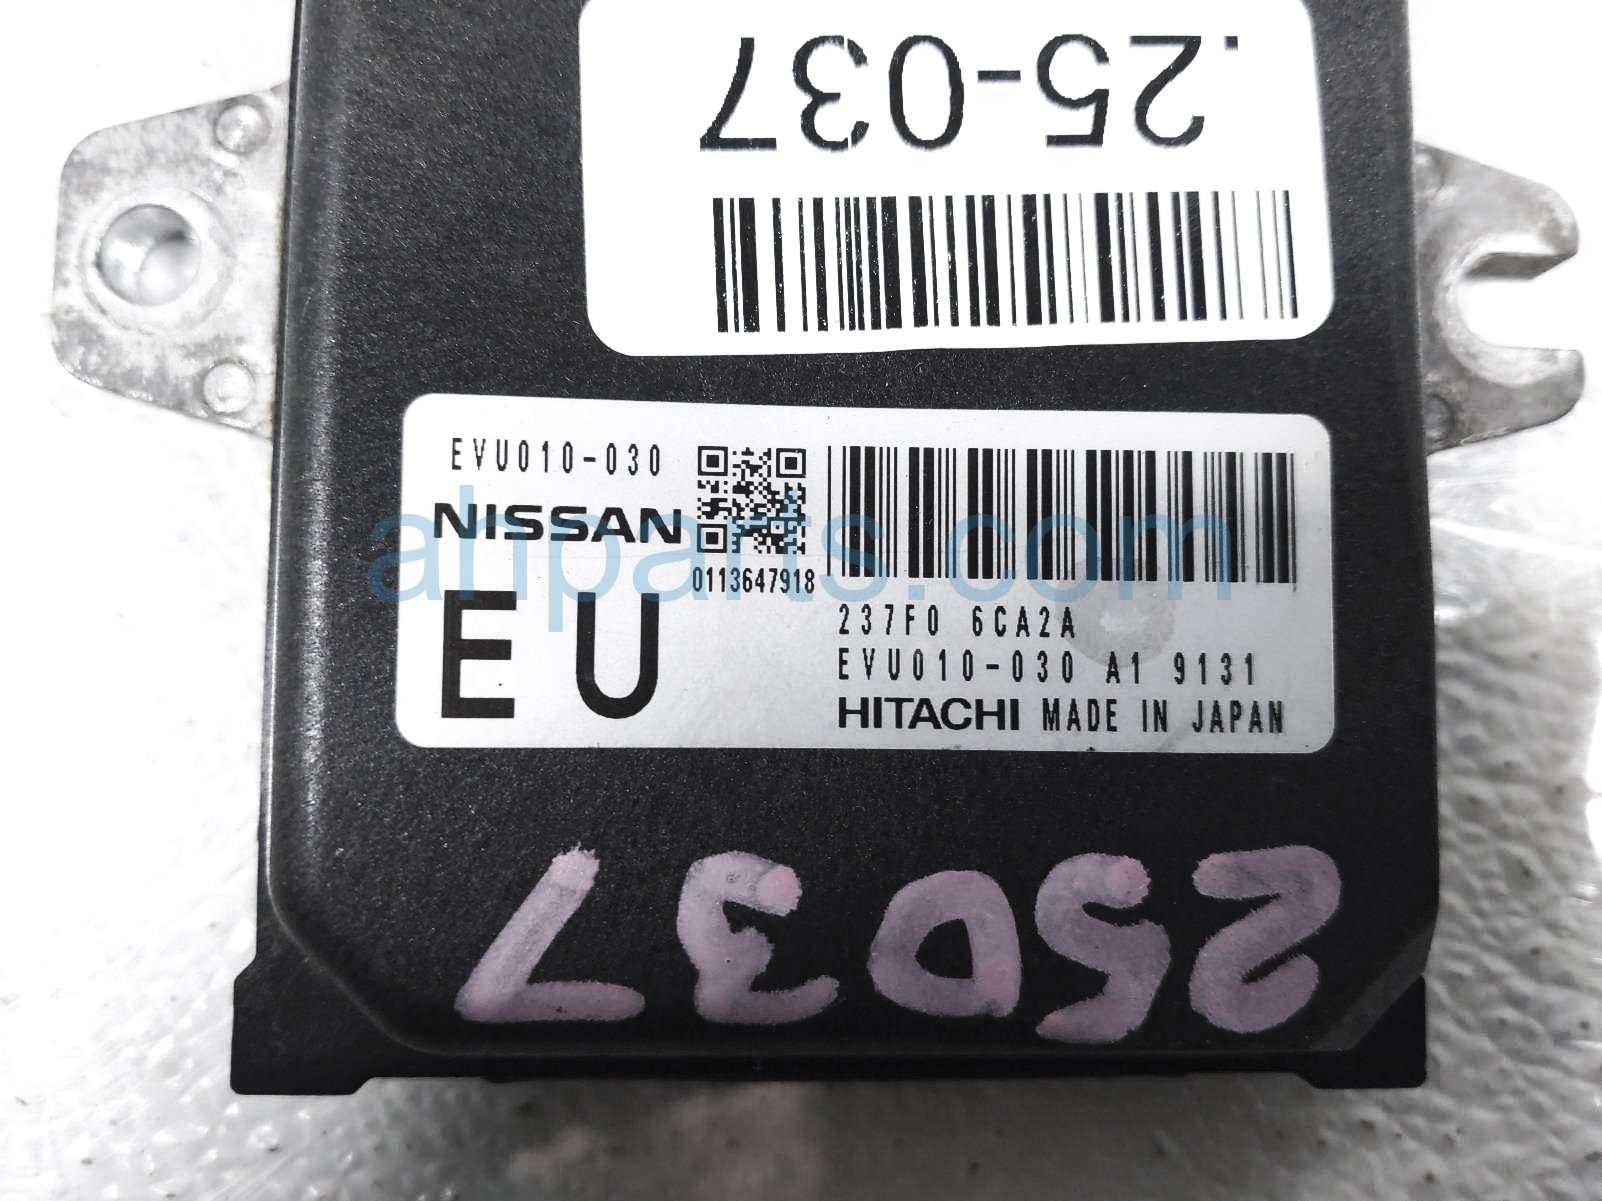 .25-037
EVU010-030
NISSAN
0113647918
EU
237F0 6CA2A
EVU010-030 A1 9131
HITACHI MADE IN JAPAN
ahparts.com
25037